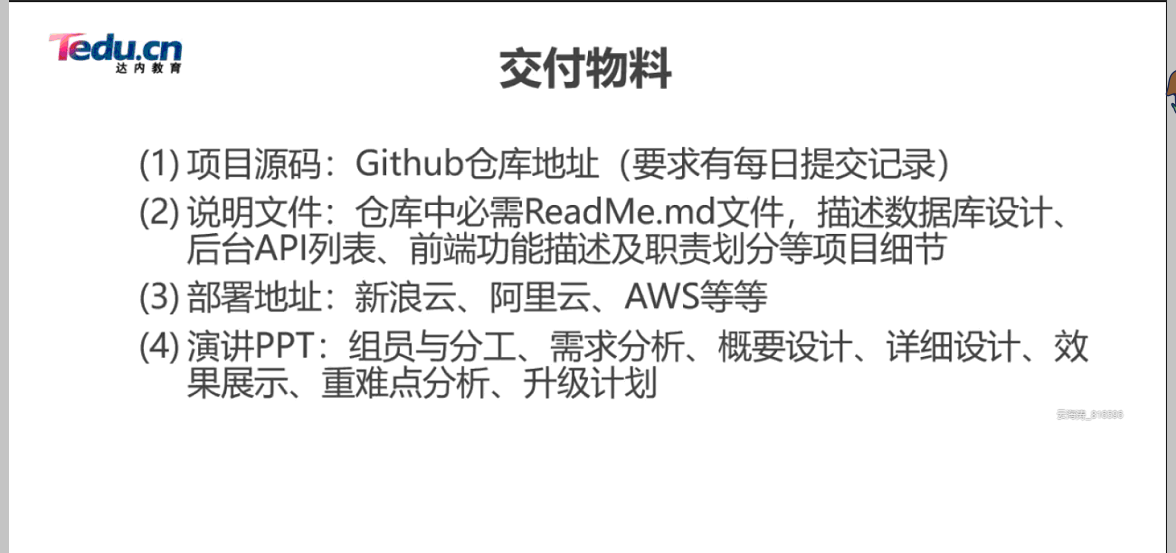 Tedu.cn
达内教育
交付物料
(1) 项目源码：Github仓库地址（要求有每日提交记录）
(2) 说明文件：仓库中必需ReadMe.md文件，描述数据库设计、
后台API列表、前端功能描述及职责划分等项目细节
(3) 部署地址：新浪云、阿里云、AWS等等
(4) 演讲PPT：组员与分工、需求分析、概要设计、详细设计、效
果展示、重难点分析、升级计划